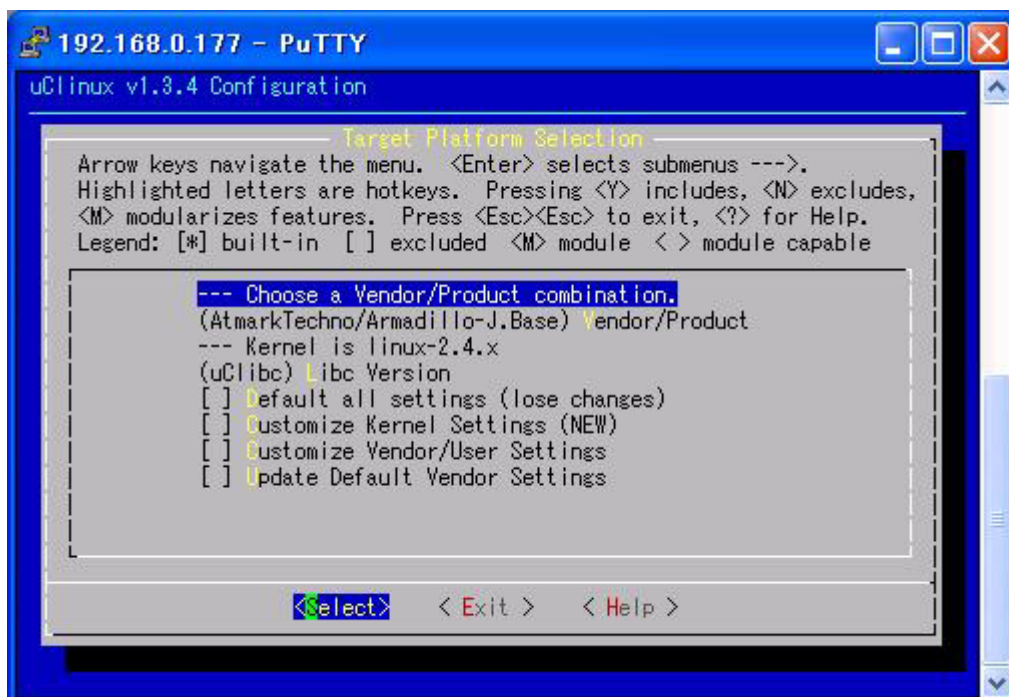 192.168.0.177 - PuTTY
uClinux v1.3.4 Configuration
Target Platform Selection
Arrow keys navigate the menu.  <Enter> selects submenus --->.
Highlighted letters are hotkeys.  Pressing <Y> includes, <N> excludes,
<M> modularizes features.  Press <Esc><Esc> to exit, <?> for Help.
Legend: [*] built-in  [ ] excluded  <M> module  < > module capable
--- Choose a Vendor/Product combination.
(AtmarkTechno/Armadillo-J.Base) Vendor/Product
--- Kernel is linux-2.4.x
(uClibc) Libc Version
[ ] Default all settings (lose changes)
[ ] Customize Kernel Settings (NEW)
[ ] Customize Vendor/User Settings
[ ] Update Default Vendor Settings
<Select>    < Exit >    < Help >